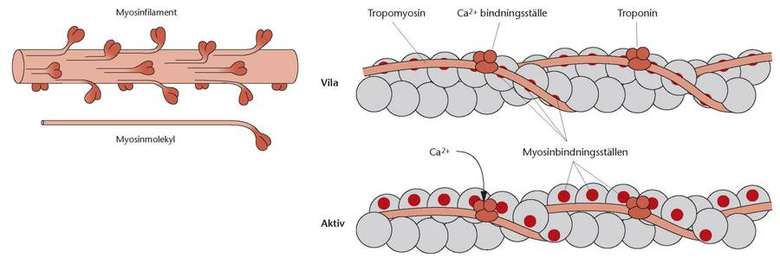 Myosinfilament
Myosinmolekyl
Tropomyosin
Ca²⁺ bindningsställe
Troponin
Vila
Ca²⁺
Myosinbindningsställen
Aktiv